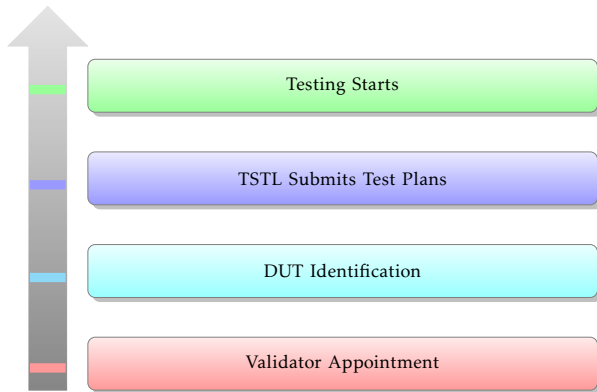 Testing Starts
TSTL Submits Test Plans
DUT Identification
Validator Appointment